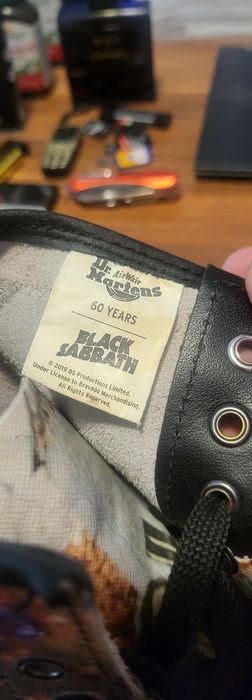 Dr. AirWair
Martens
60 YEARS
BLACK
SABBATH
© 2019 BS Productions Limited.
Under License to Bravado Merchandising.
All Rights Reserved.